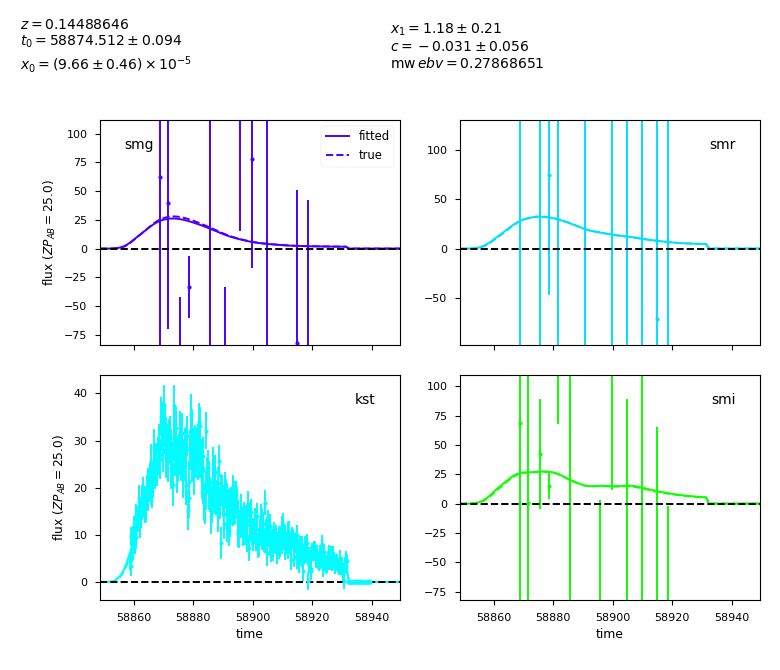 z = 0.14488646
t₀ = 58874.512 ± 0.094
x₀ = (9.66 ± 0.46) × 10⁻⁵
x₁ = 1.18 ± 0.21
c = −0.031 ± 0.056
mw ebv = 0.27868651
smg
fitted
true
100
75
50
25
0
−25
−50
−75
flux (ZP_AB = 25.0)
smr
100
50
0
−50
kst
40
30
20
10
0
flux (ZP_AB = 25.0)
58860 58880 58900 58920 58940
time
smi
100
75
50
25
0
−25
−50
−75
58860 58880 58900 58920 58940
time